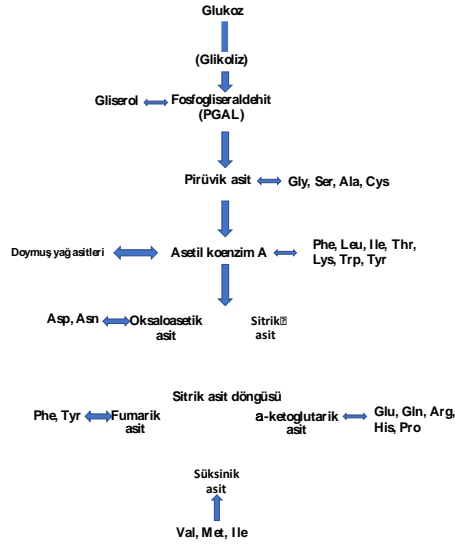 Glukoz
(Glikoliz)
Gliserol Fosfogliseraldehit
(PGAL)
Pirüvik asit Gly, Ser, Ala, Cys
Doymuş yağ asitleri Asetil koenzim A Phe, Leu, Ile, Thr,
Lys, Trp, Tyr
Asp, Asn Oksaloasetik
asit
Sitrik
asit
Sitrik asit döngüsü
Phe, Tyr Fumarik
asit
a-ketoglutarik
asit
Glu, Gln, Arg,
His, Pro
Süksinik
asit
Val, Met, Ile